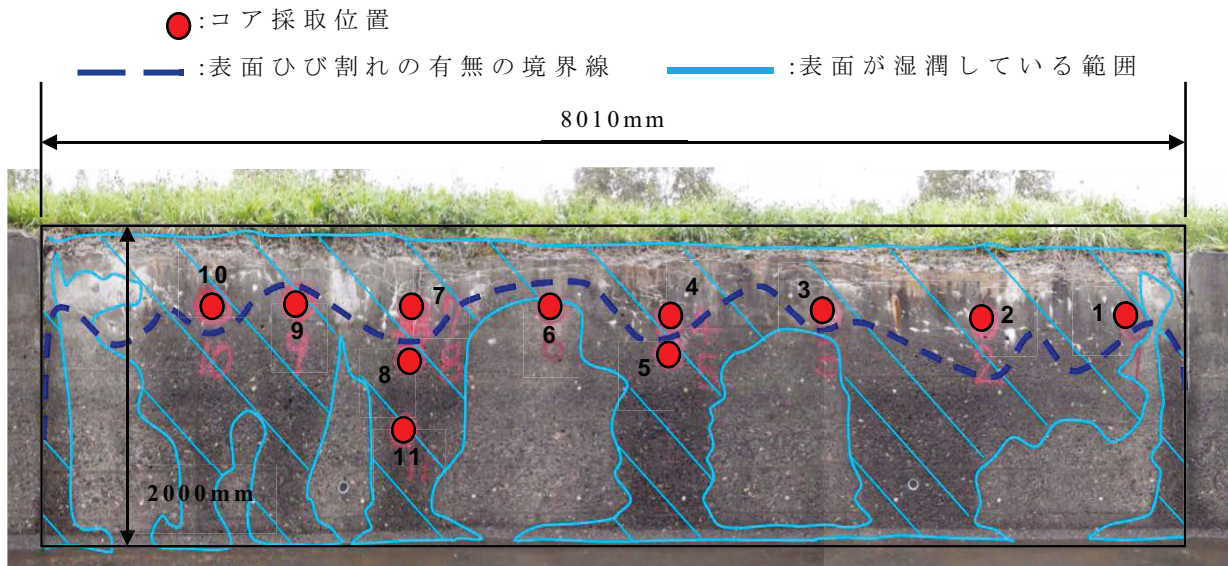 :コア採取位置
:表面ひび割れの有無の境界線 :表面が湿潤している範囲
8010mm
10 9 7 6 4 3 2 1
8 5
11
2000mm